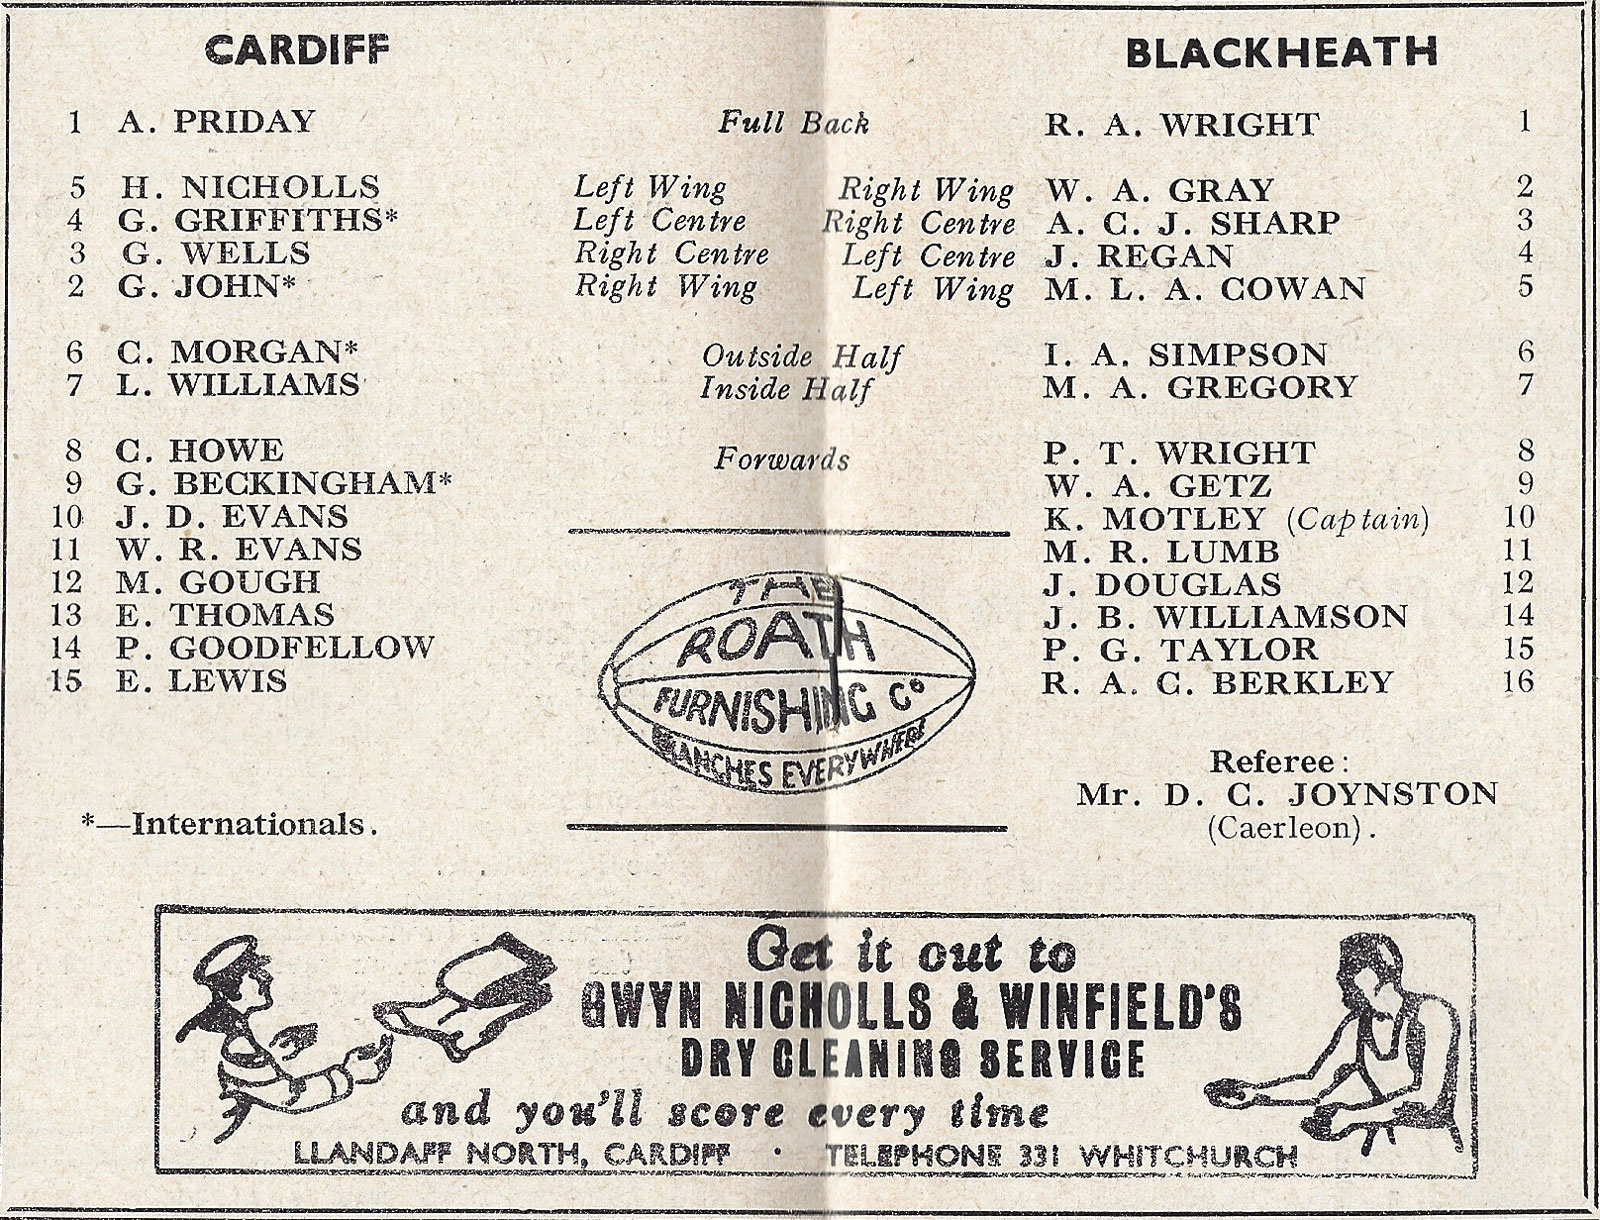 CARDIFF BLACKHEATH
1 A. PRIDAY Full Back R. A. WRIGHT 1
5 H. NICHOLLS Left Wing Right Wing W. A. GRAY 2
4 G. GRIFFITHS* Left Centre Right Centre A. C. J. SHARP 3
3 G. WELLS Right Centre Left Centre J. REGAN 4
2 G. JOHN* Right Wing Left Wing M. L. A. COWAN 5
6 C. MORGAN* Outside Half I. A. SIMPSON 6
7 L. WILLIAMS Inside Half M. A. GREGORY 7
8 C. HOWE Forwards P. T. WRIGHT 8
9 G. BECKINGHAM* W. A. GETZ 9
10 J. D. EVANS K. MOTLEY (Captain) 10
11 W. R. EVANS M. R. LUMB 11
12 M. GOUGH J. DOUGLAS 12
13 E. THOMAS J. B. WILLIAMSON 14
14 P. GOODFELLOW P. G. TAYLOR 15
15 E. LEWIS R. A. C. BERKLEY 16
THE
ROATH
FURNISHING Co
BRANCHES EVERYWHERE
Referee:
Mr. D. C. JOYNSTON
(Caerleon).
*—Internationals.
Get it out to
GWYN NICHOLLS & WINFIELD'S
DRY CLEANING SERVICE
and you'll score every time
LLANDAFF NORTH, CARDIFF · TELEPHONE 331 WHITCHURCH